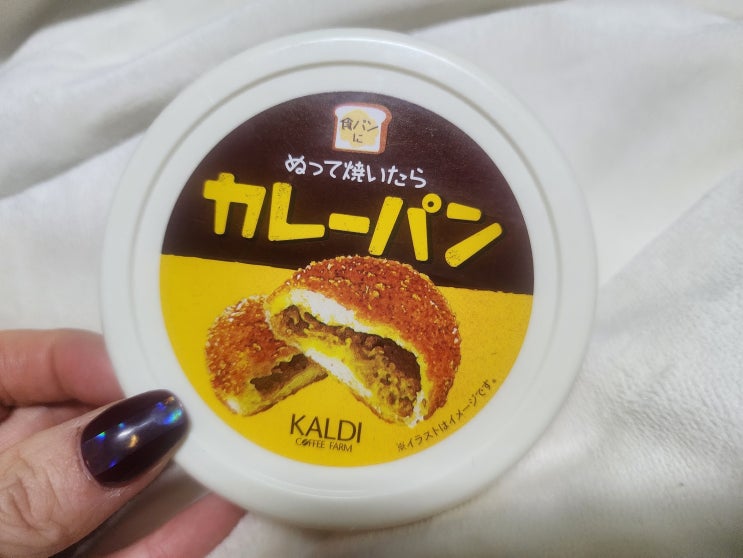 食パン
に
ぬって焼いたら
カレーパン
KALDI
COFFEE FARM
※イラストはイメージです。